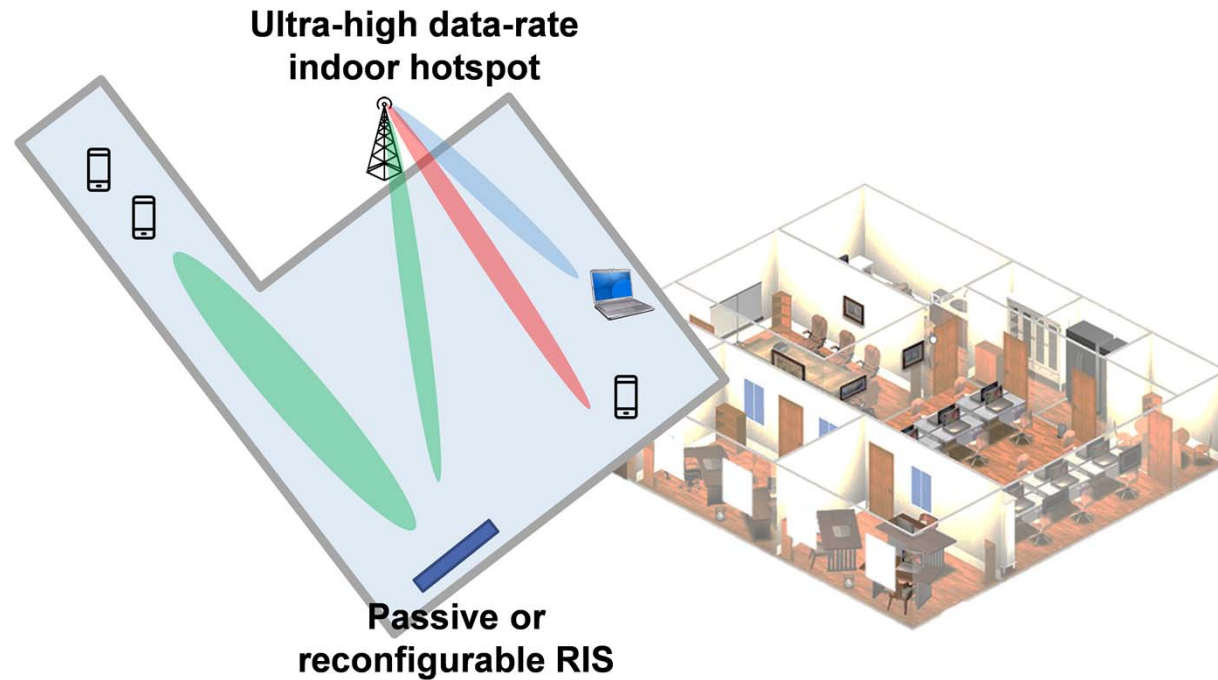 Ultra-high data-rate
indoor hotspot
Passive or
reconfigurable RIS